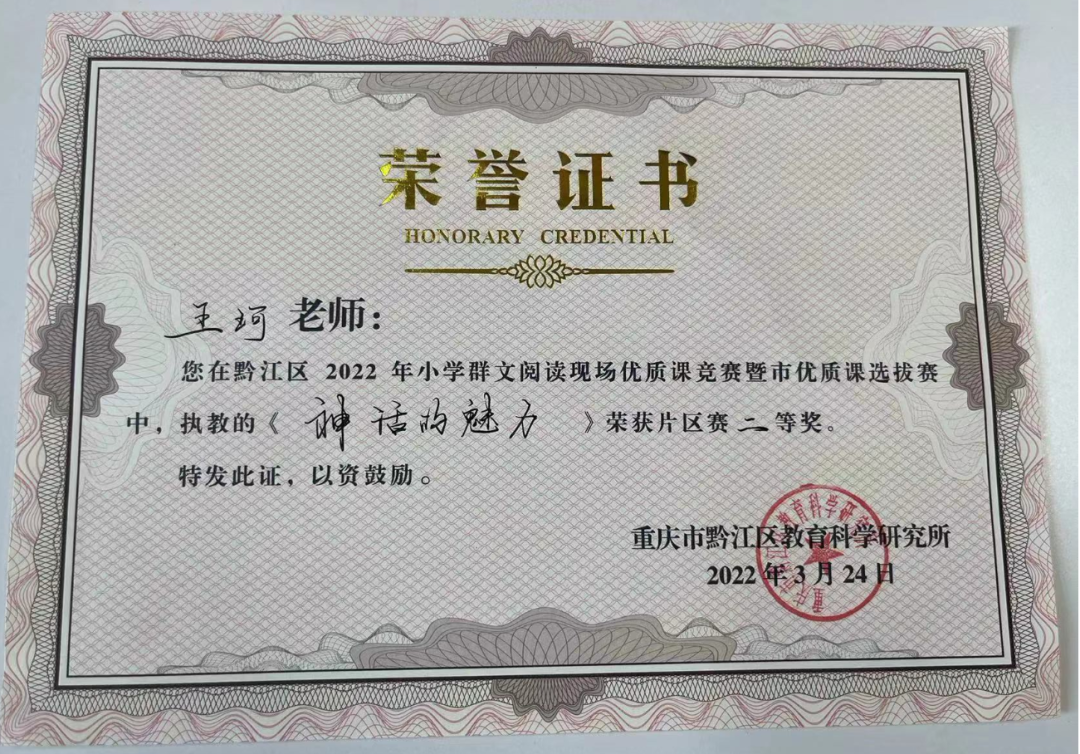 荣誉证书
HONORARY CREDENTIAL
王珂 老师：
您在黔江区 2022 年小学群文阅读现场优质课竞赛暨市优质课选拔赛
中，执教的《 神话的魅力 》荣获片区赛二等奖。
特发此证，以资鼓励。
重庆市黔江区教育科学研究所
2022 年 3 月 24 日